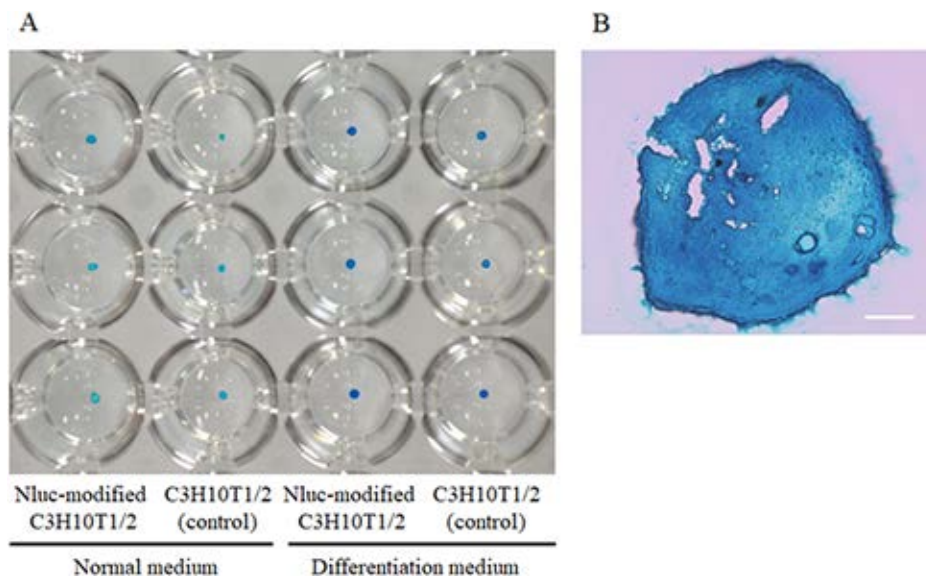 A
B
Nluc-modified C3H10T1/2 Nluc-modified C3H10T1/2
C3H10T1/2 (control) C3H10T1/2 (control)
Normal medium Differentiation medium